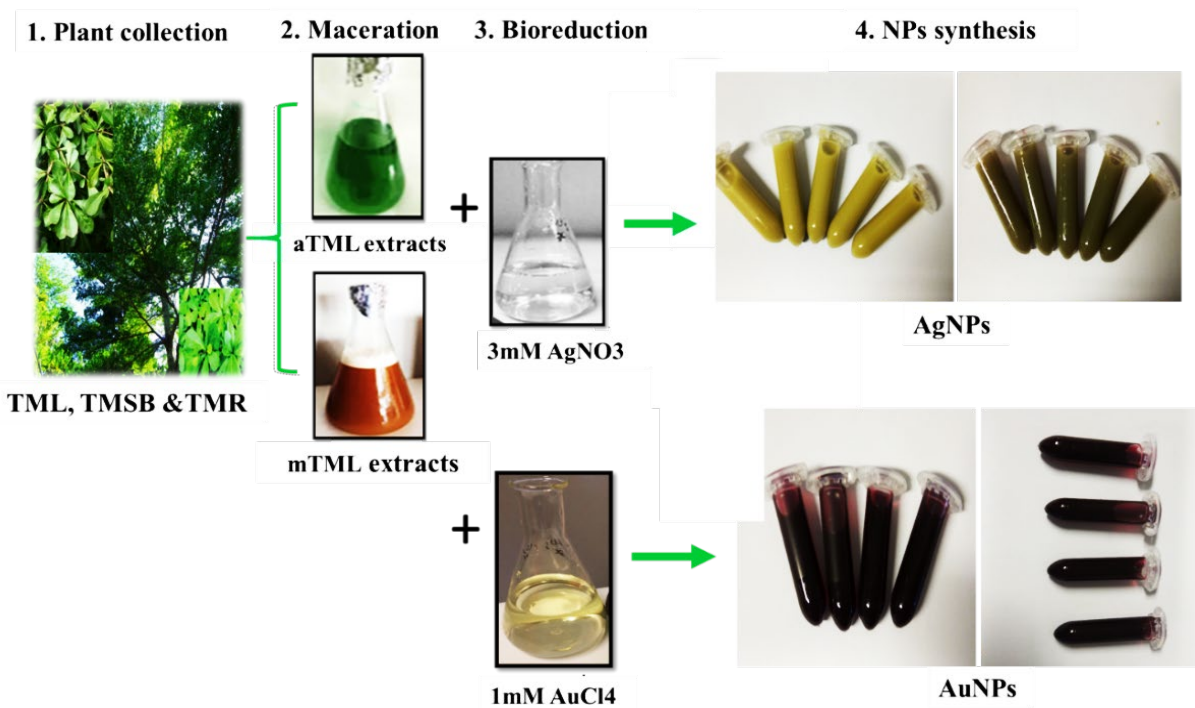 1. Plant collection
2. Maceration
3. Bioreduction
4. NPs synthesis
aTML extracts
3mM AgNO3
AgNPs
TML, TMSB &TMR
mTML extracts
+
+
1mM AuCl4
AuNPs